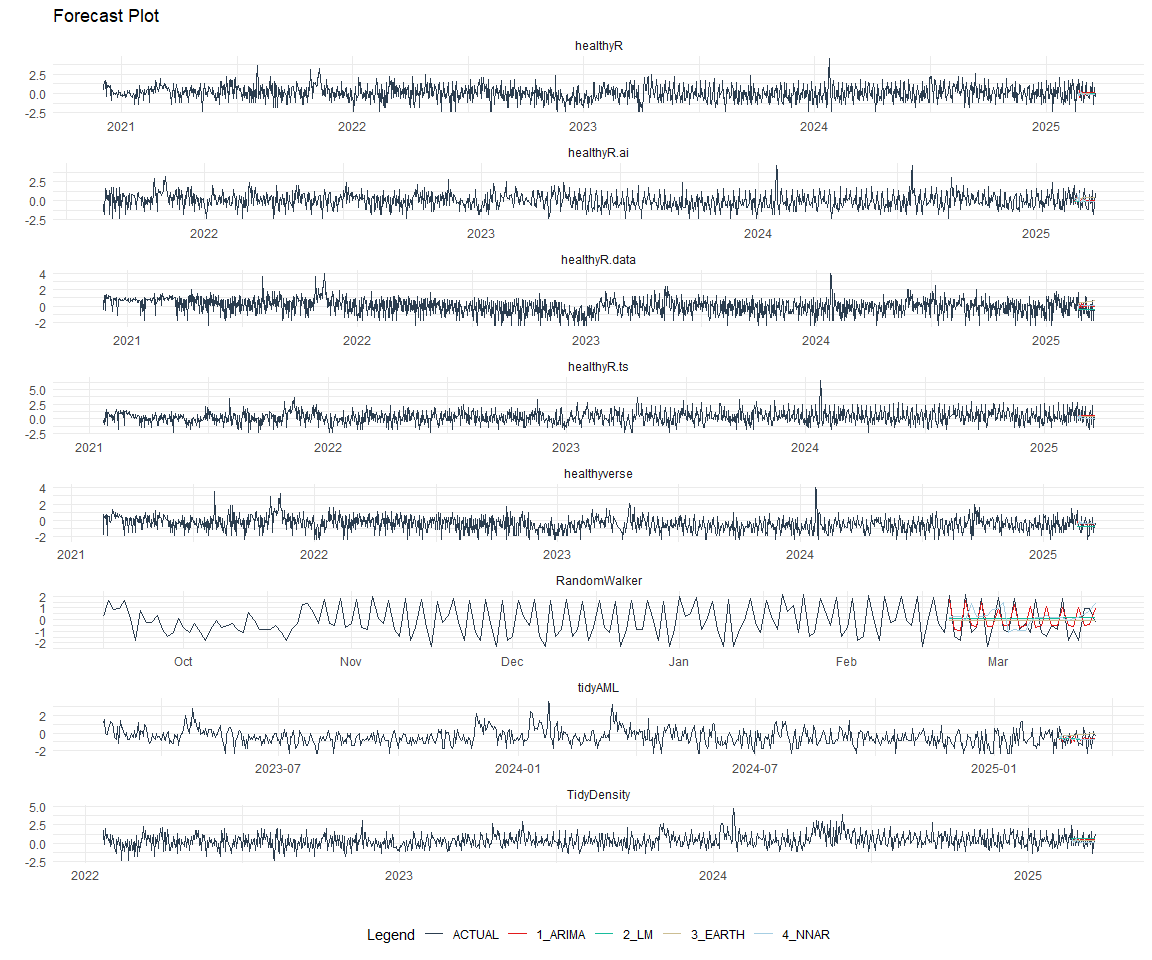 Forecast Plot
healthyR
2.5
0.0
-2.5
2021 2022 2023 2024 2025
healthyR.ai
2.5
0.0
-2.5
2022 2023 2024 2025
healthyR.data
4
2
0
-2
2021 2022 2023 2024 2025
healthyR.ts
5.0
2.5
0.0
-2.5
2021 2022 2023 2024 2025
healthyverse
4
2
0
-2
2021 2022 2023 2024 2025
RandomWalker
2
1
0
-1
-2
Oct Nov Dec Jan Feb Mar
tidyAML
2
0
-2
2023-07 2024-01 2024-07 2025-01
TidyDensity
5.0
2.5
0.0
-2.5
2022 2023 2024 2025
Legend ACTUAL 1_ARIMA 2_LM 3_EARTH 4_NNAR